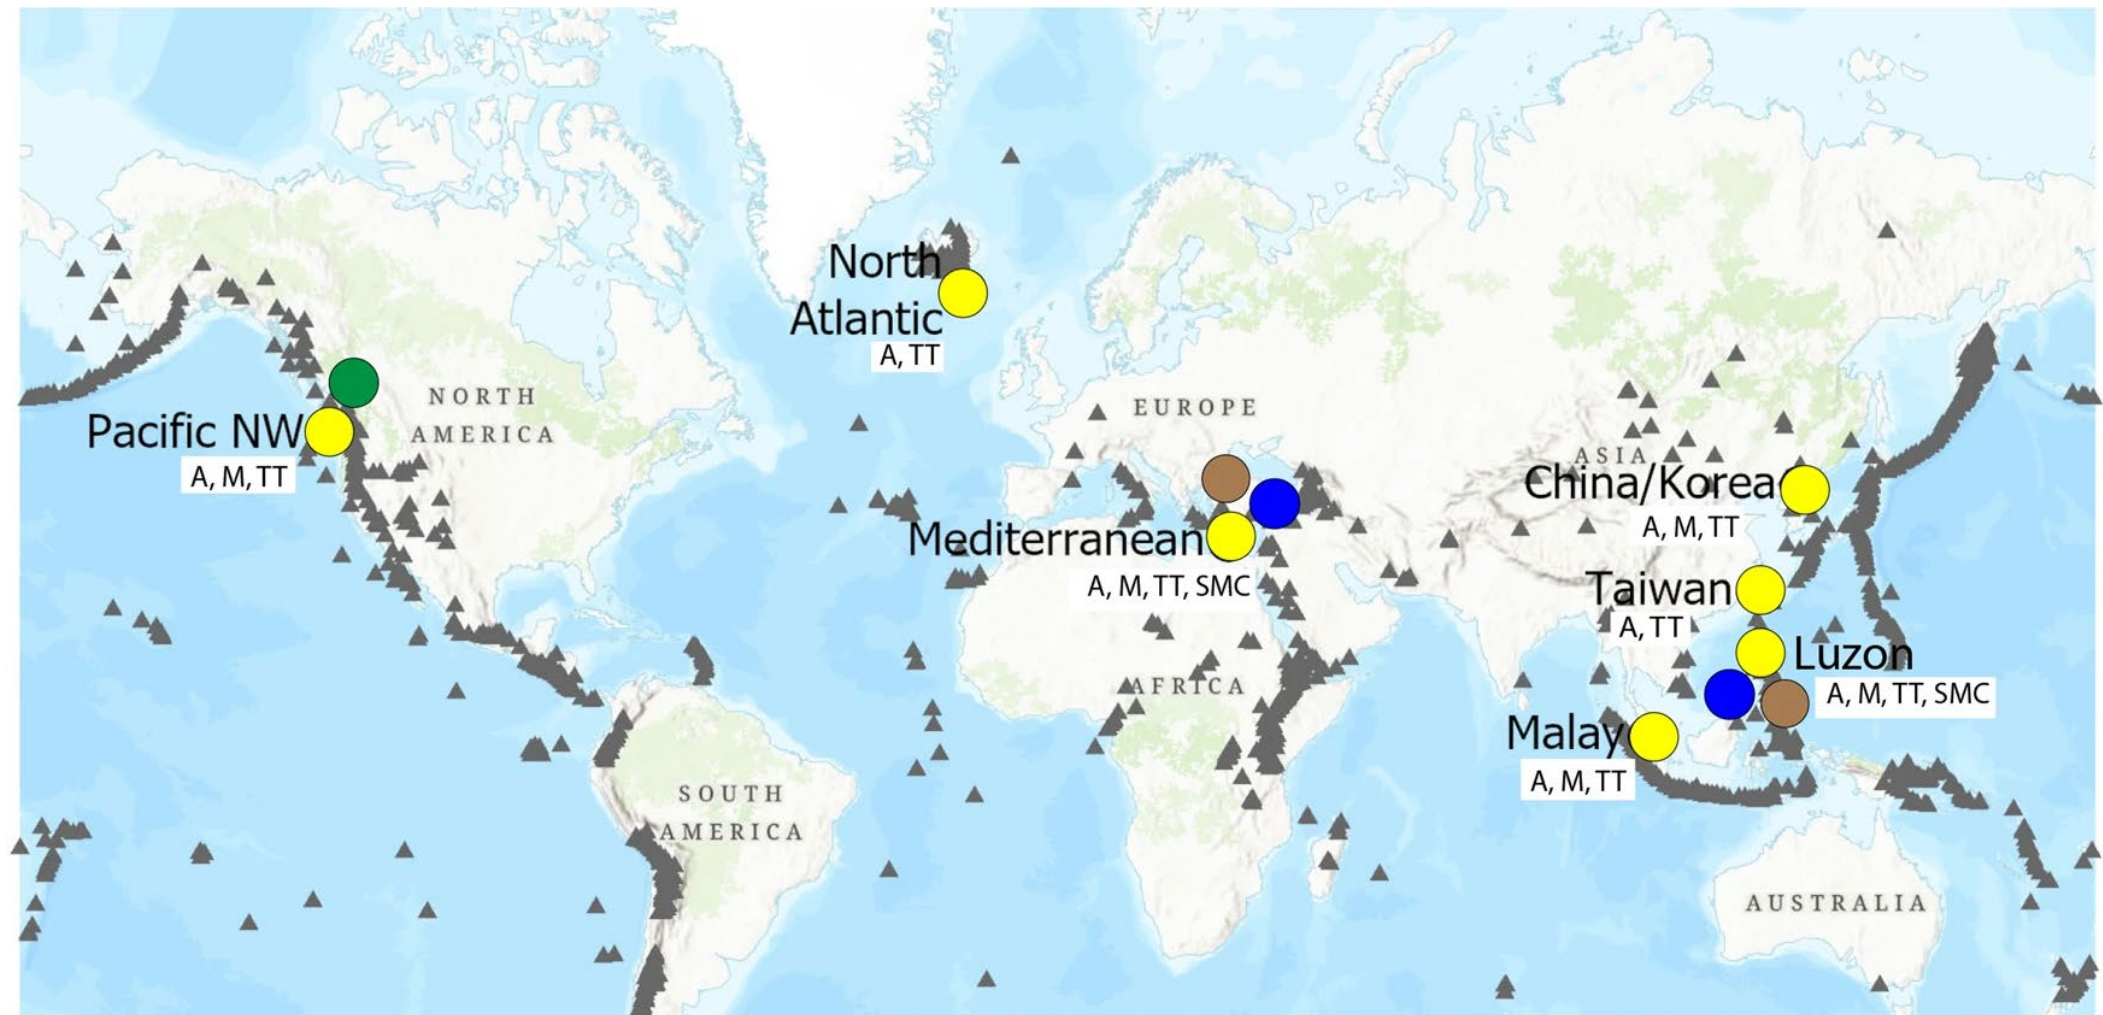 North
Atlantic
A, TT
NORTH
AMERICA
Pacific NW
A, M, TT
EUROPE
ASIA
China/Korea
A, M, TT
Mediterranean
A, M, TT, SMC
Taiwan
A, TT
Luzon
A, M, TT, SMC
AFRICA
Malay
A, M, TT
SOUTH
AMERICA
AUSTRALIA